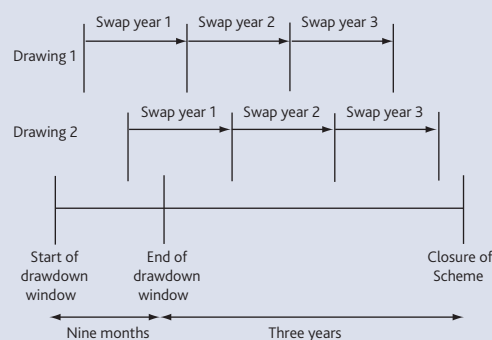 Swap year 1 Swap year 2 Swap year 3
Drawing 1
Swap year 1 Swap year 2 Swap year 3
Drawing 2
Start of drawdown window
End of drawdown window
Closure of Scheme
Nine months Three years